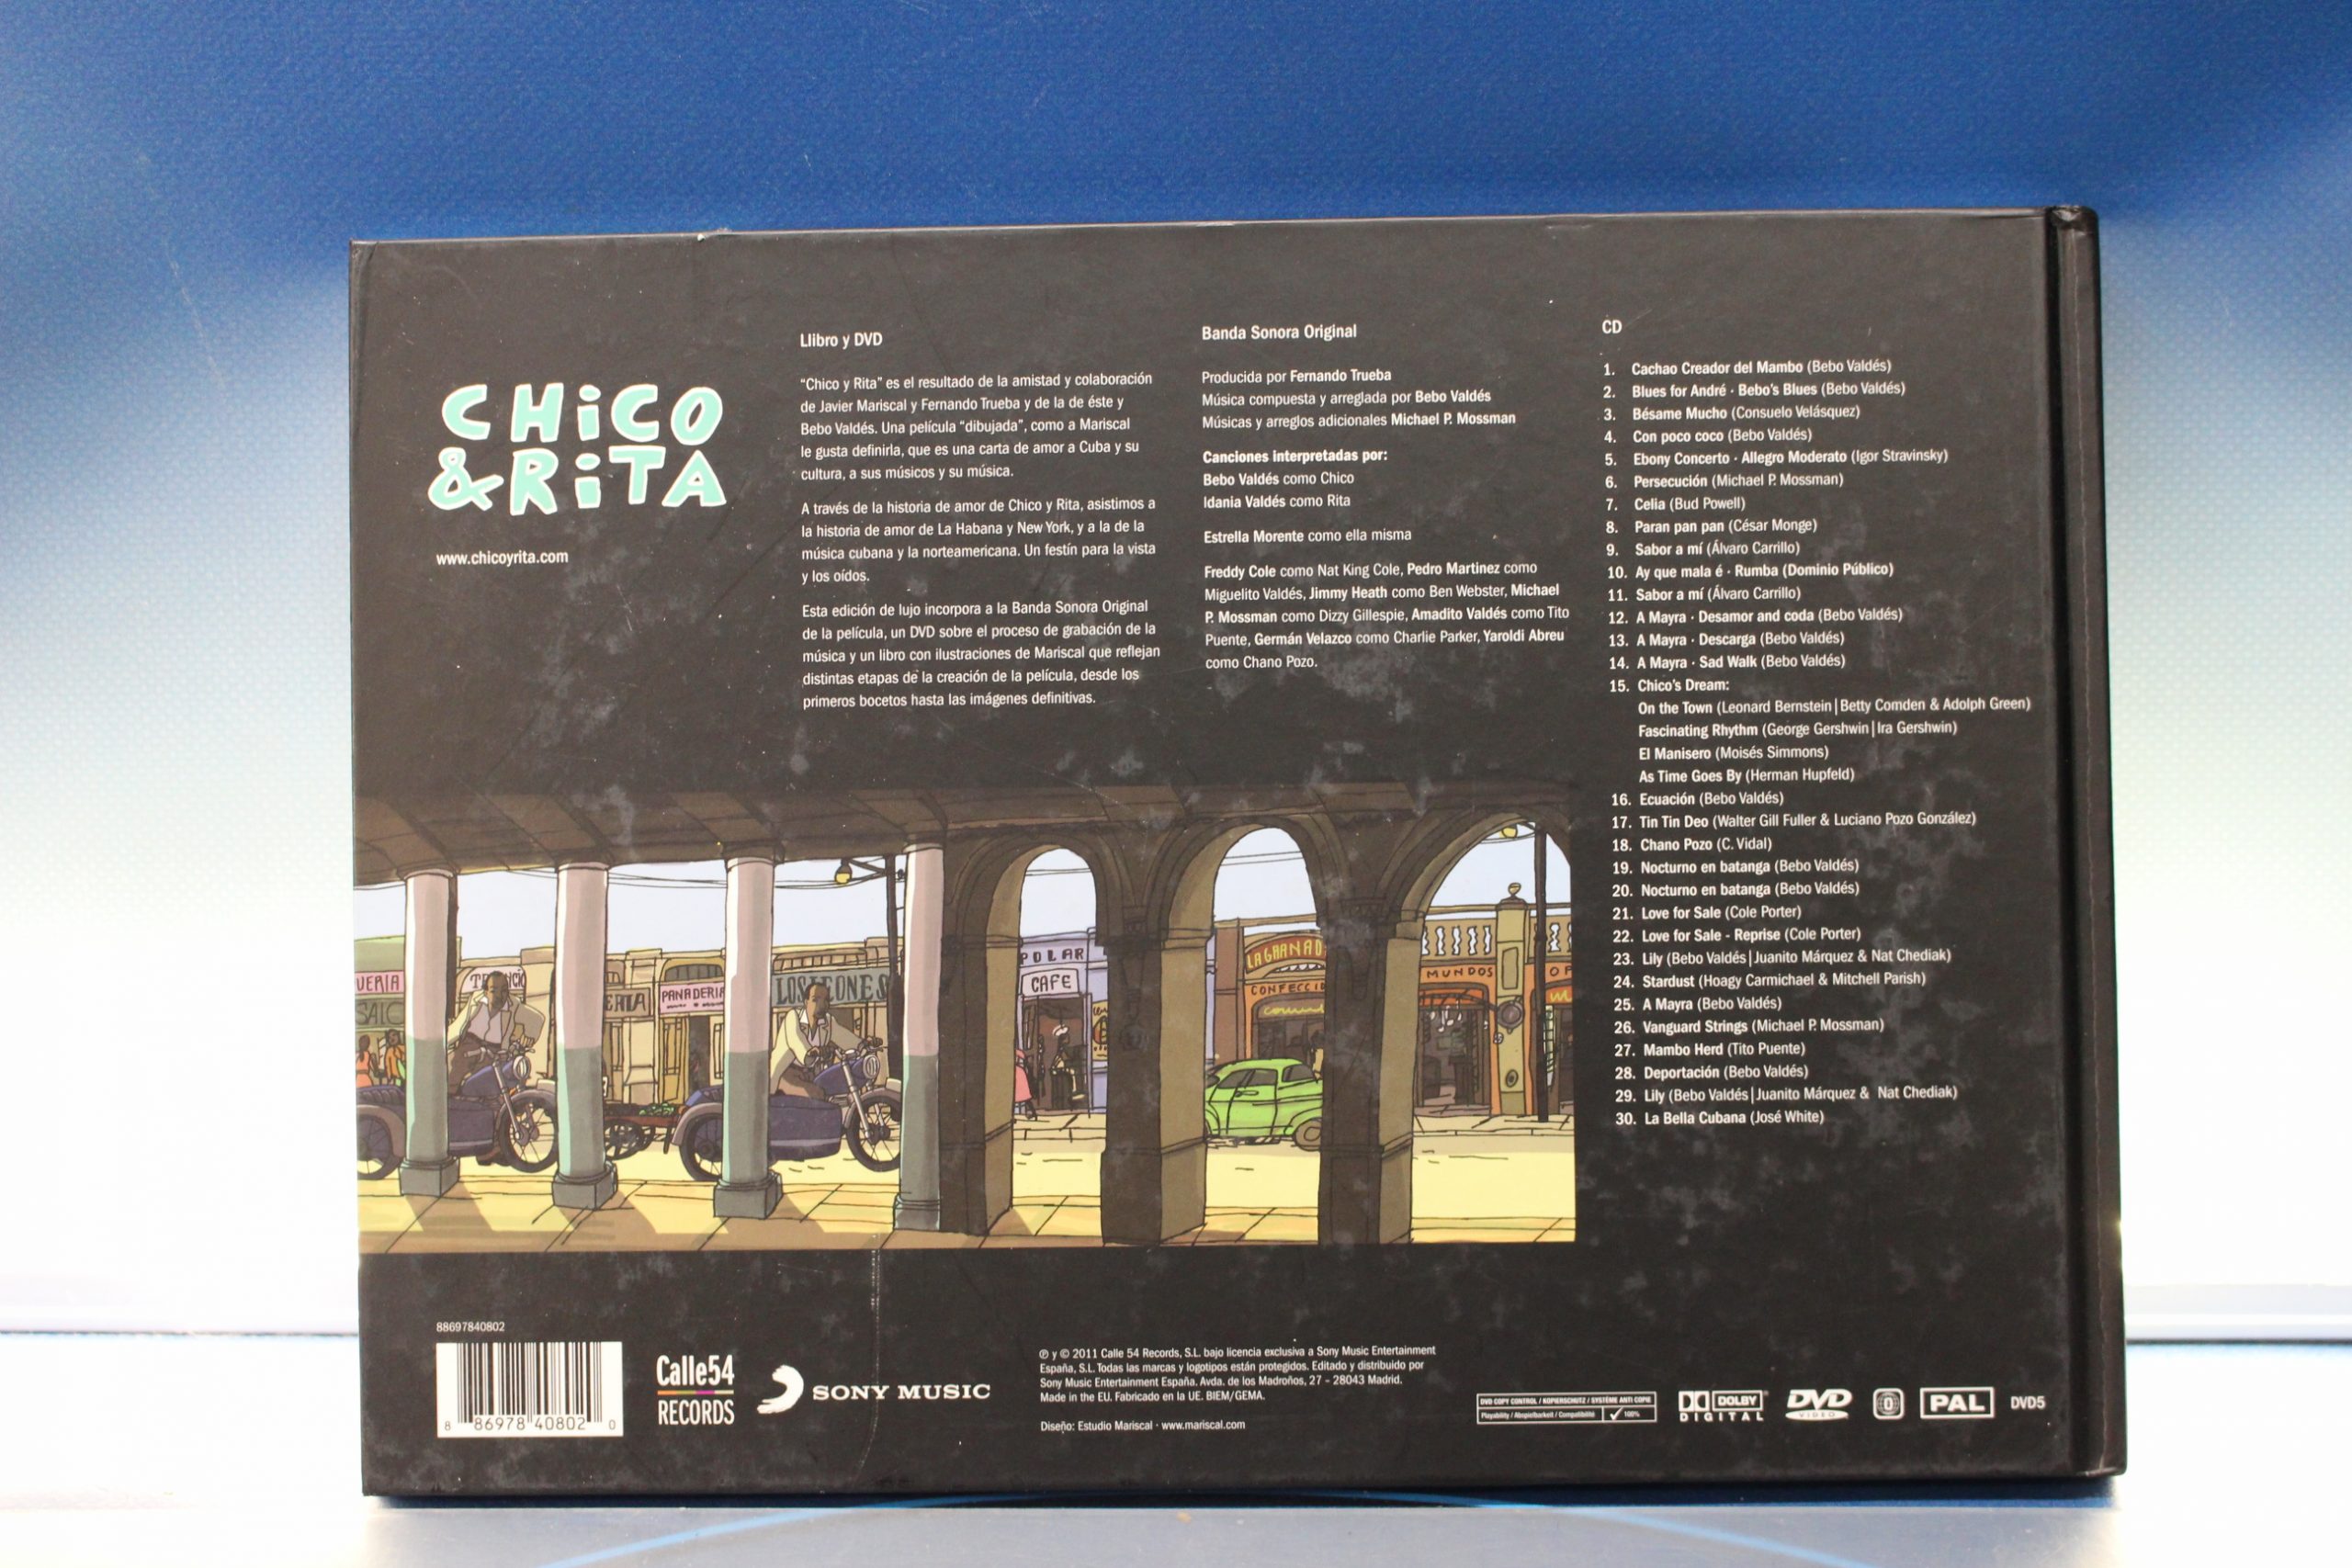 CHiCO
&RiTA
www.chicoyrita.com
Llibro y DVD
“Chico y Rita” es el resultado de la amistad y colaboración
de Javier Mariscal y Fernando Trueba y de la de éste y
Bebo Valdés. Una película “dibujada”, como a Mariscal
le gusta definirla, que es una carta de amor a Cuba y su
cultura, a sus músicos y su música.
A través de la historia de amor de Chico y Rita, asistimos a
la historia de amor de La Habana y New York, y a la de la
música cubana y la norteamericana. Un festín para la vista
y los oídos.
Esta edición de lujo incorpora a la Banda Sonora Original
de la película, un DVD sobre el proceso de grabación de la
música y un libro con ilustraciones de Mariscal que reflejan
distintas etapas de la creación de la película, desde los
primeros bocetos hasta las imágenes definitivas.
Banda Sonora Original
Producida por Fernando Trueba
Música compuesta y arreglada por Bebo Valdés
Músicas y arreglos adicionales Michael P. Mossman
Canciones interpretadas por:
Bebo Valdés como Chico
Idania Valdés como Rita
Estrella Morente como ella misma
Freddy Cole como Nat King Cole, Pedro Martinez como
Miguelito Valdés, Jimmy Heath como Ben Webster, Michael
P. Mossman como Dizzy Gillespie, Amadito Valdés como Tito
Puente, Germán Velazco como Charlie Parker, Yaroldi Abreu
como Chano Pozo.
CD
1. Cachao Creador del Mambo (Bebo Valdés)
2. Blues for André · Bebo's Blues (Bebo Valdés)
3. Bésame Mucho (Consuelo Velásquez)
4. Con poco coco (Bebo Valdés)
5. Ebony Concerto · Allegro Moderato (Igor Stravinsky)
6. Persecución (Michael P. Mossman)
7. Celia (Bud Powell)
8. Paran pan pan (César Monge)
9. Sabor a mí (Álvaro Carrillo)
10. Ay que mala é · Rumba (Dominio Público)
11. Sabor a mí (Álvaro Carrillo)
12. A Mayra · Desamor and coda (Bebo Valdés)
13. A Mayra · Descarga (Bebo Valdés)
14. A Mayra · Sad Walk (Bebo Valdés)
15. Chico's Dream:
On the Town (Leonard Bernstein|Betty Comden & Adolph Green)
Fascinating Rhythm (George Gershwin|Ira Gershwin)
El Manisero (Moisés Simmons)
As Time Goes By (Herman Hupfeld)
16. Ecuación (Bebo Valdés)
17. Tin Tin Deo (Walter Gill Fuller & Luciano Pozo González)
18. Chano Pozo (C. Vidal)
19. Nocturno en batanga (Bebo Valdés)
20. Nocturno en batanga (Bebo Valdés)
21. Love for Sale (Cole Porter)
22. Love for Sale - Reprise (Cole Porter)
23. Lily (Bebo Valdés|Juanito Márquez & Nat Chediak)
24. Stardust (Hoagy Carmichael & Mitchell Parish)
25. A Mayra (Bebo Valdés)
26. Vanguard Strings (Michael P. Mossman)
27. Mambo Herd (Tito Puente)
28. Deportación (Bebo Valdés)
29. Lily (Bebo Valdés|Juanito Márquez & Nat Chediak)
30. La Bella Cubana (José White)
UERIA
PANADERIA
LOS LEONES
POLAR
CAFE
LA GRANAD
CONFECCIO
MUNDOS
88697840802
8 86978 40802 0
Calle54
RECORDS
SONY MUSIC
℗ y © 2011 Calle 54 Records, S.L. bajo licencia exclusiva a Sony Music Entertainment
España, S.L. Todas las marcas y logotipos están protegidos. Editado y distribuido por
Sony Music Entertainment España. Avda. de los Madroños, 27 - 28043 Madrid.
Made in the EU. Fabricado en la UE. BIEM/GEMA.
Diseño: Estudio Mariscal · www.mariscal.com
DVD COPY CONTROL / KOPIERSCHUTZ / SYSTÈME ANTI COPIE
Playability / Abspielbarkeit / Compatibilité 100%
DOLBY
DIGITAL
DVD
VIDEO
0
PAL
DVD5